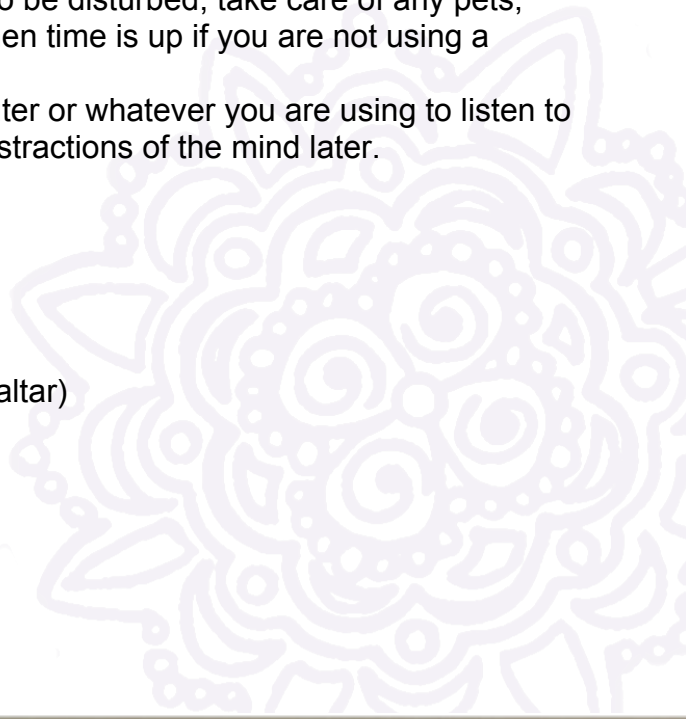 o be disturbed, take care of any pets,
en time is up if you are not using a
ter or whatever you are using to listen to
stractions of the mind later.
altar)